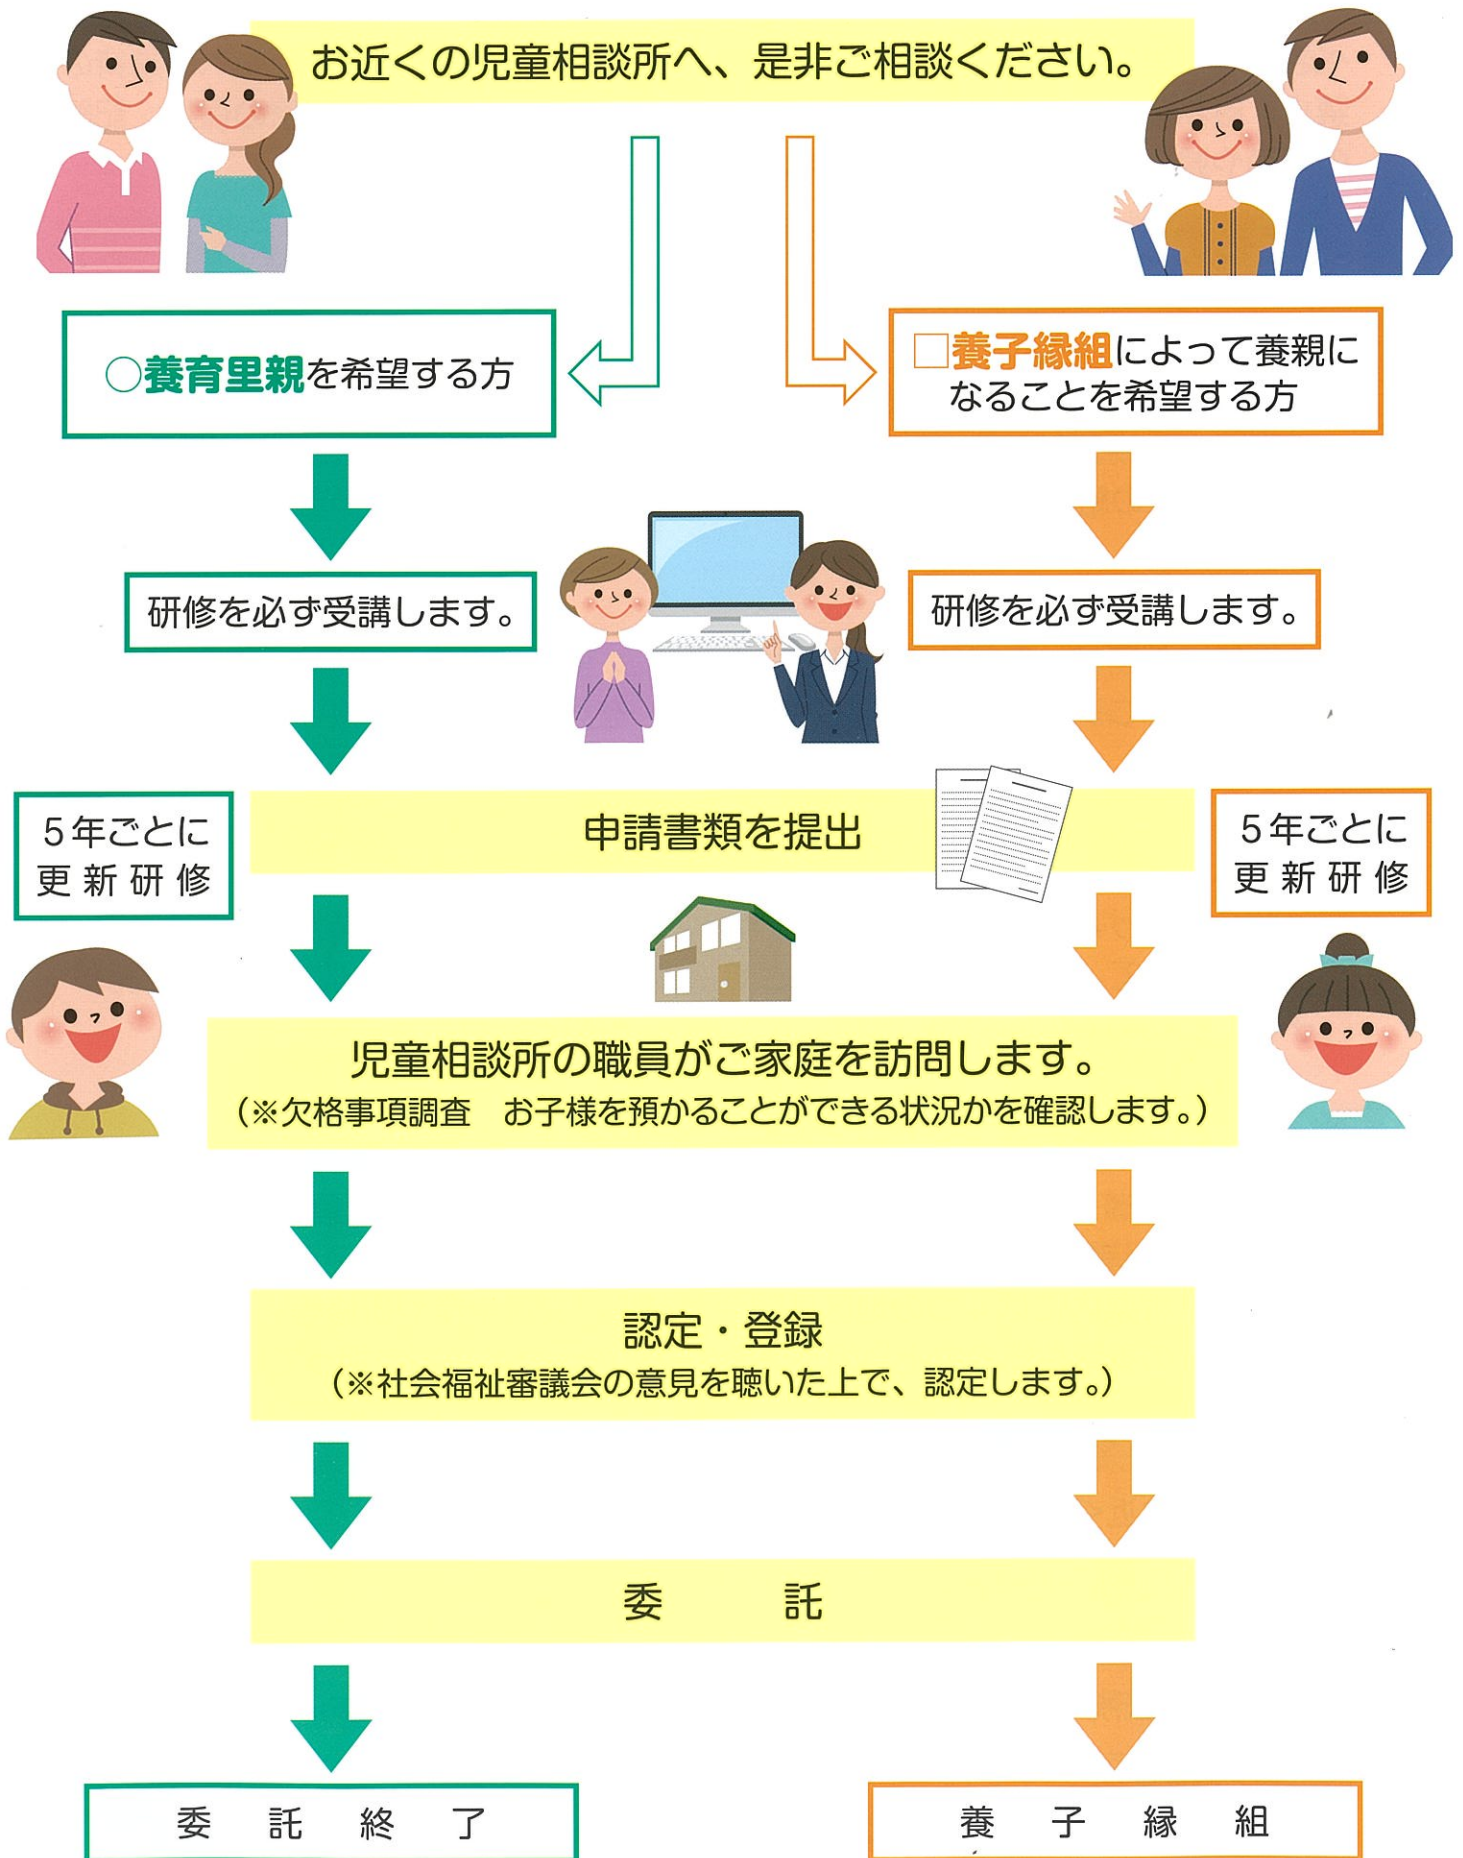 お近くの児童相談所へ、是非ご相談ください。
○養育里親を希望する方
□養子縁組によって養親に
なることを希望する方
研修を必ず受講します。
研修を必ず受講します。
5年ごとに
更新研修
申請書類を提出
5年ごとに
更新研修
児童相談所の職員がご家庭を訪問します。
(※欠格事項調査　お子様を預かることができる状況かを確認します。)
認定・登録
(※社会福祉審議会の意見を聴いた上で、認定します。)
委　託
委託終了
養子縁組